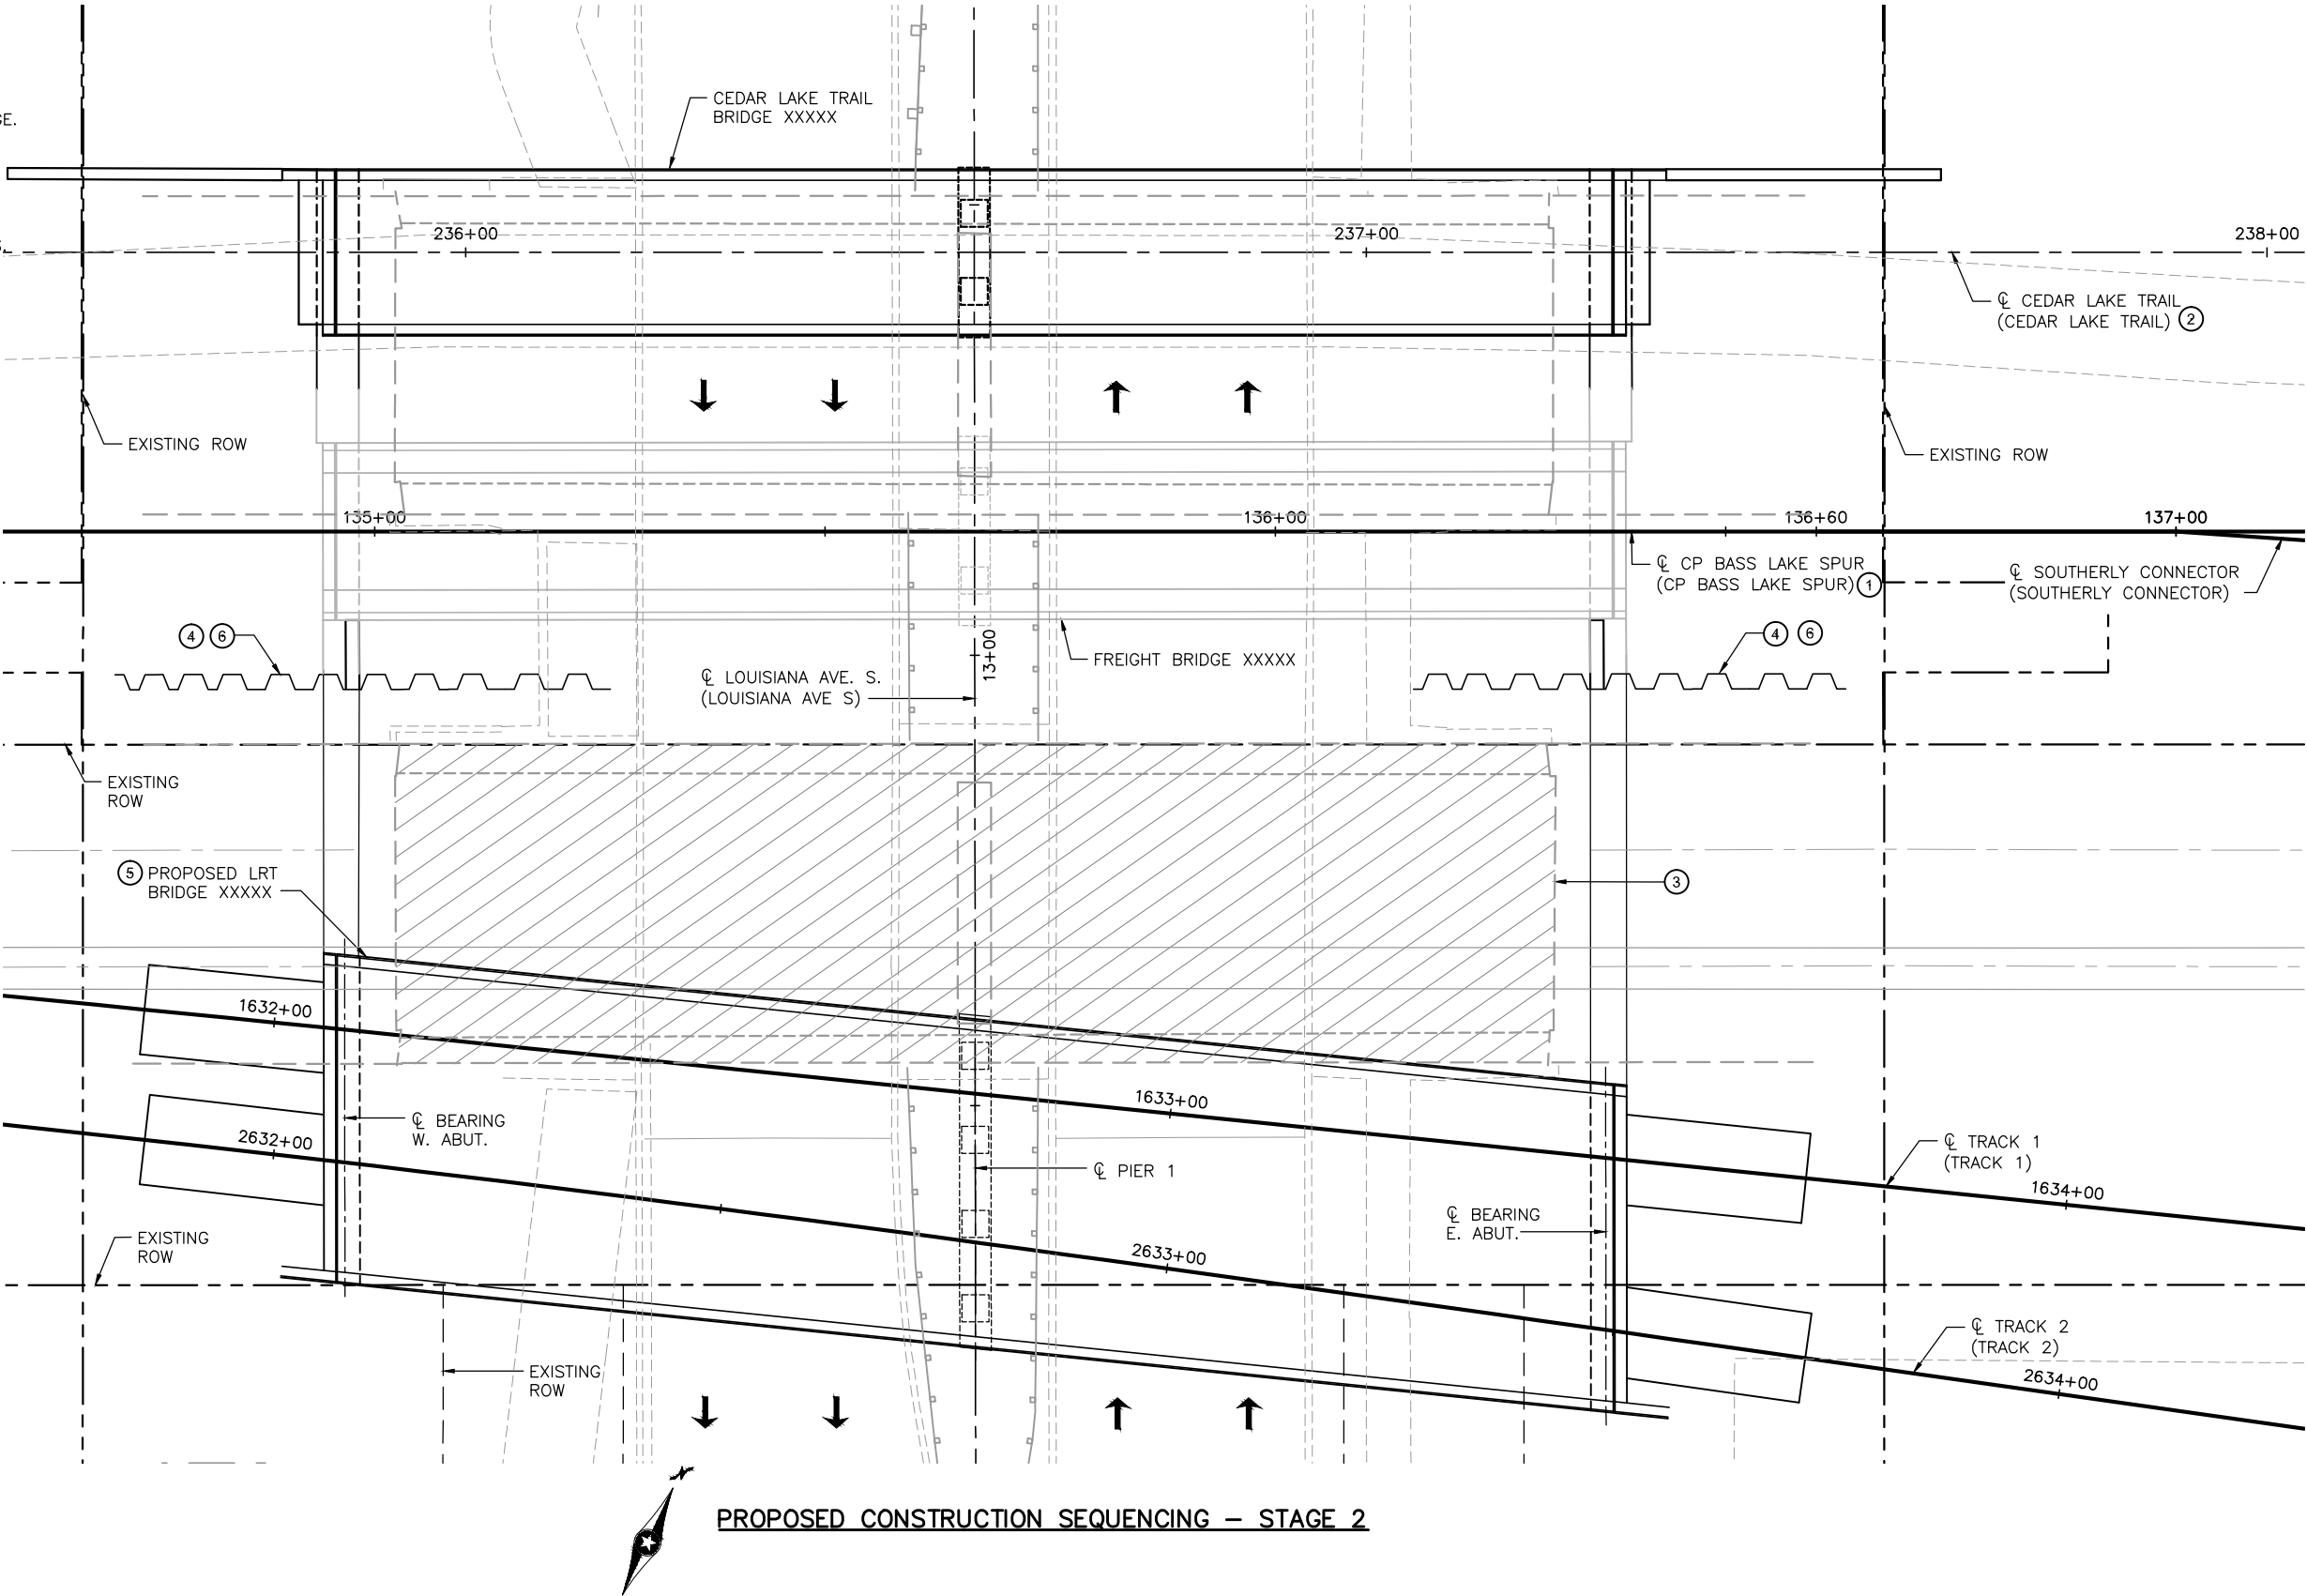 CEDAR LAKE TRAIL
BRIDGE XXXXX
GE.
236+00
237+00
238+00
S.
℄ CEDAR LAKE TRAIL
(CEDAR LAKE TRAIL) 2
EXISTING ROW
EXISTING ROW
135+00
136+00
136+60
137+00
℄ CP BASS LAKE SPUR
(CP BASS LAKE SPUR) 1
℄ SOUTHERLY CONNECTOR
(SOUTHERLY CONNECTOR)
4 6
4 6
13+00
FREIGHT BRIDGE XXXXX
℄ LOUISIANA AVE. S.
(LOUISIANA AVE S)
EXISTING
ROW
5 PROPOSED LRT
BRIDGE XXXXX
3
1632+00
1633+00
1634+00
2632+00
℄ BEARING
W. ABUT.
℄ PIER 1
℄ TRACK 1
(TRACK 1)
℄ BEARING
E. ABUT.
EXISTING
ROW
2633+00
℄ TRACK 2
(TRACK 2)
2634+00
EXISTING
ROW
N
PROPOSED CONSTRUCTION SEQUENCING – STAGE 2